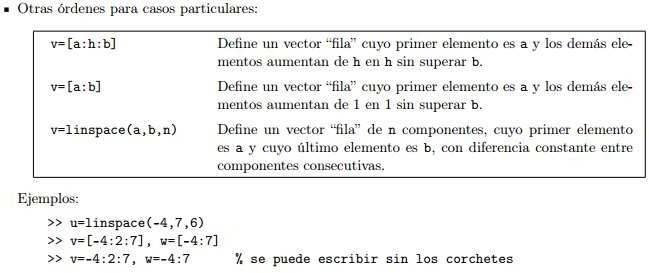 ▪ Otras órdenes para casos particulares:
v=[a:h:b] Define un vector “fila” cuyo primer elemento es a y los demás ele-
mentos aumentan de h en h sin superar b.
v=[a:b] Define un vector “fila” cuyo primer elemento es a y los demás ele-
mentos aumentan de 1 en 1 sin superar b.
v=linspace(a,b,n) Define un vector “fila” de n componentes, cuyo primer elemento
es a y cuyo último elemento es b, con diferencia constante entre
componentes consecutivas.
Ejemplos:
>> u=linspace(-4,7,6)
>> v=[-4:2:7], w=[-4:7]
>> v=-4:2:7, w=-4:7 % se puede escribir sin los corchetes